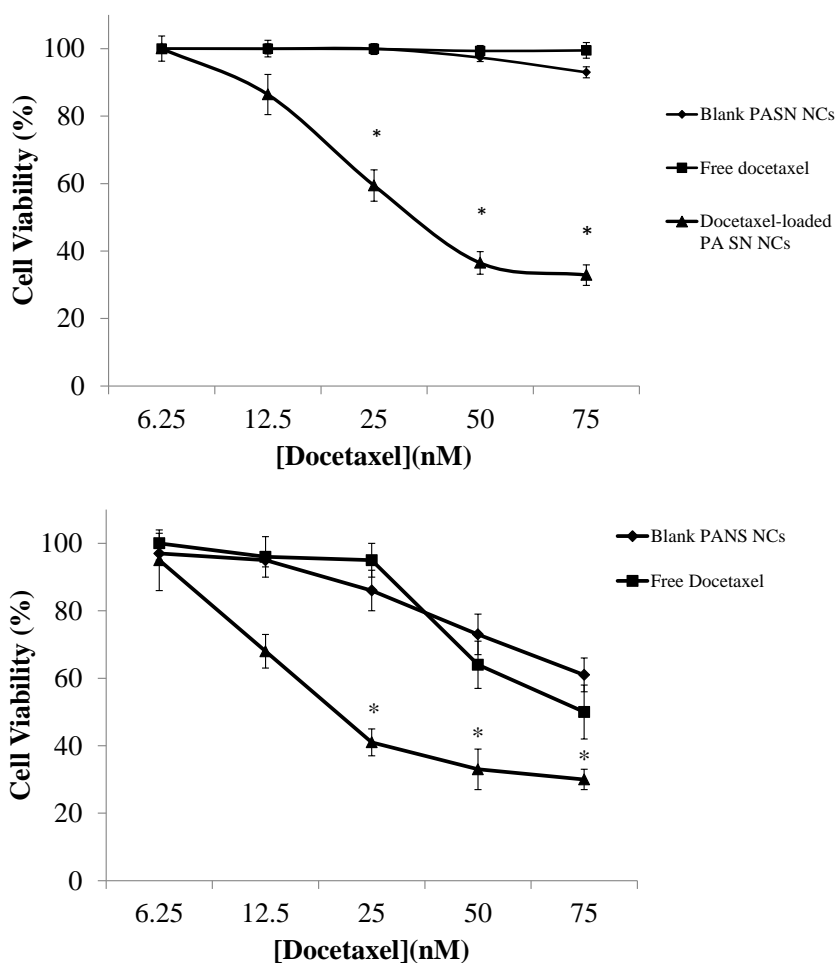 100
80
60
40
20
0
Cell Viability (%)
*
*
*
6.25 12.5 25 50 75
[Docetaxel](nM)
Blank PASN NCs
Free docetaxel
Docetaxel-loaded
PA SN NCs
100
80
60
40
20
0
Cell Viability (%)
*
*
*
6.25 12.5 25 50 75
[Docetaxel](nM)
Blank PANS NCs
Free Docetaxel